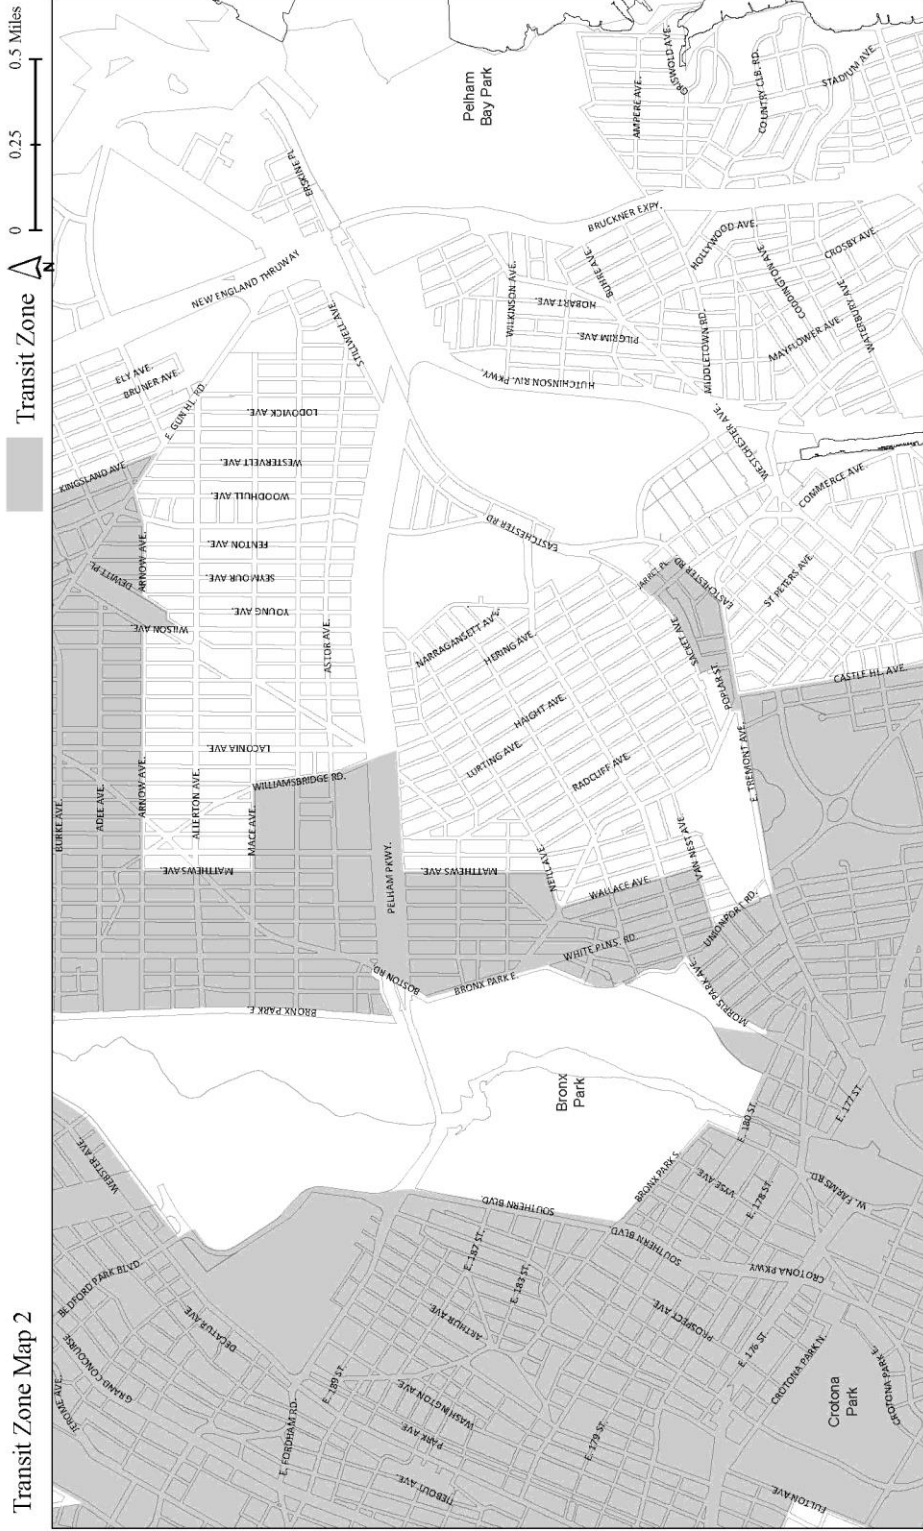 Transit Zone Map 2
Transit Zone
N
0 0.25 0.5 Miles
JEROME AVE.
GRAND CONCOURSE
BEDFORD PARK BLVD
WEBSTER AVE.
DECATUR AVE
E. FORDHAM RD.
E. 189 ST.
TIEBOUT AVE.
PARK AVE
WASHINGTON AVE.
ARTHUR AVE.
E. 187 ST.
E. 183 ST.
SOUTHERN BLVD.
E. 179 ST.
PROSPECT AVE.
SOUTHERN BLVD
BRONX PARK S.
VYSE AVE
E. 180 ST.
E. 178 ST.
E. 177 ST.
E. 176 ST.
W. FARMS RD
CROTONA PKWY.
CROTONA PARK N.
Crotona
Park
CROTONA PARK E.
FULTON AVE
Bronx
Park
BRONX PARK E.
BOSTON RD.
BRONX PARK E.
WHITE PLNS. RD.
MORRIS PARK AVE.
UNIONPORT RD.
WALLACE AVE.
VAN NEST AVE
NEILL AVE.
MATTHEWS AVE.
PELHAM PKWY.
MATTHEWS AVE.
MACE AVE.
WILLIAMSBRIDGE RD.
ALLERTON AVE.
ARNOW AVE.
ADEE AVE.
BURKE AVE.
LACONIA AVE.
ASTOR AVE.
WILSON AVE.
DEWITT PL.
ARNOW AVE.
YOUNG AVE.
SEYMOUR AVE.
FENTON AVE
WOODHULL AVE.
WESTERVELT AVE.
LODOVICK AVE.
KINGSLAND AVE
E. GUN HL. RD.
BRUNER AVE.
ELY AVE.
NEW ENGLAND THRUWAY
STILLWELL AVE.
ERSKINE PL
Pelham
Bay Park
NARRAGANSETT AVE.
HERING AVE.
HAIGHT AVE.
LURTING AVE.
RADCLIFF AVE.
EASTCHESTER RD
JARRET PL.
EASTCHESTER RD
SACKET AVE.
POPLAR ST.
E. TREMONT AVE.
CASTLE HL. AVE.
ST PETERS AVE.
COMMERCE AVE.
WESTCHESTER AVE.
HUTCHINSON RIV. PKWY.
WILKINSON AVE.
PILGRIM AVE.
HOBART AVE.
BUHRE AVE.
BRUCKNER EXPY.
MIDDLETOWN RD.
HOLLYWOOD AVE.
CODDINGTON AVE
MAYFLOWER AVE.
WATERBURY AVE
CROSBY AVE
AMPERE AVE.
GRISWOLD AVE.
COUNTRY CLB. RD.
STADIUM AVE.